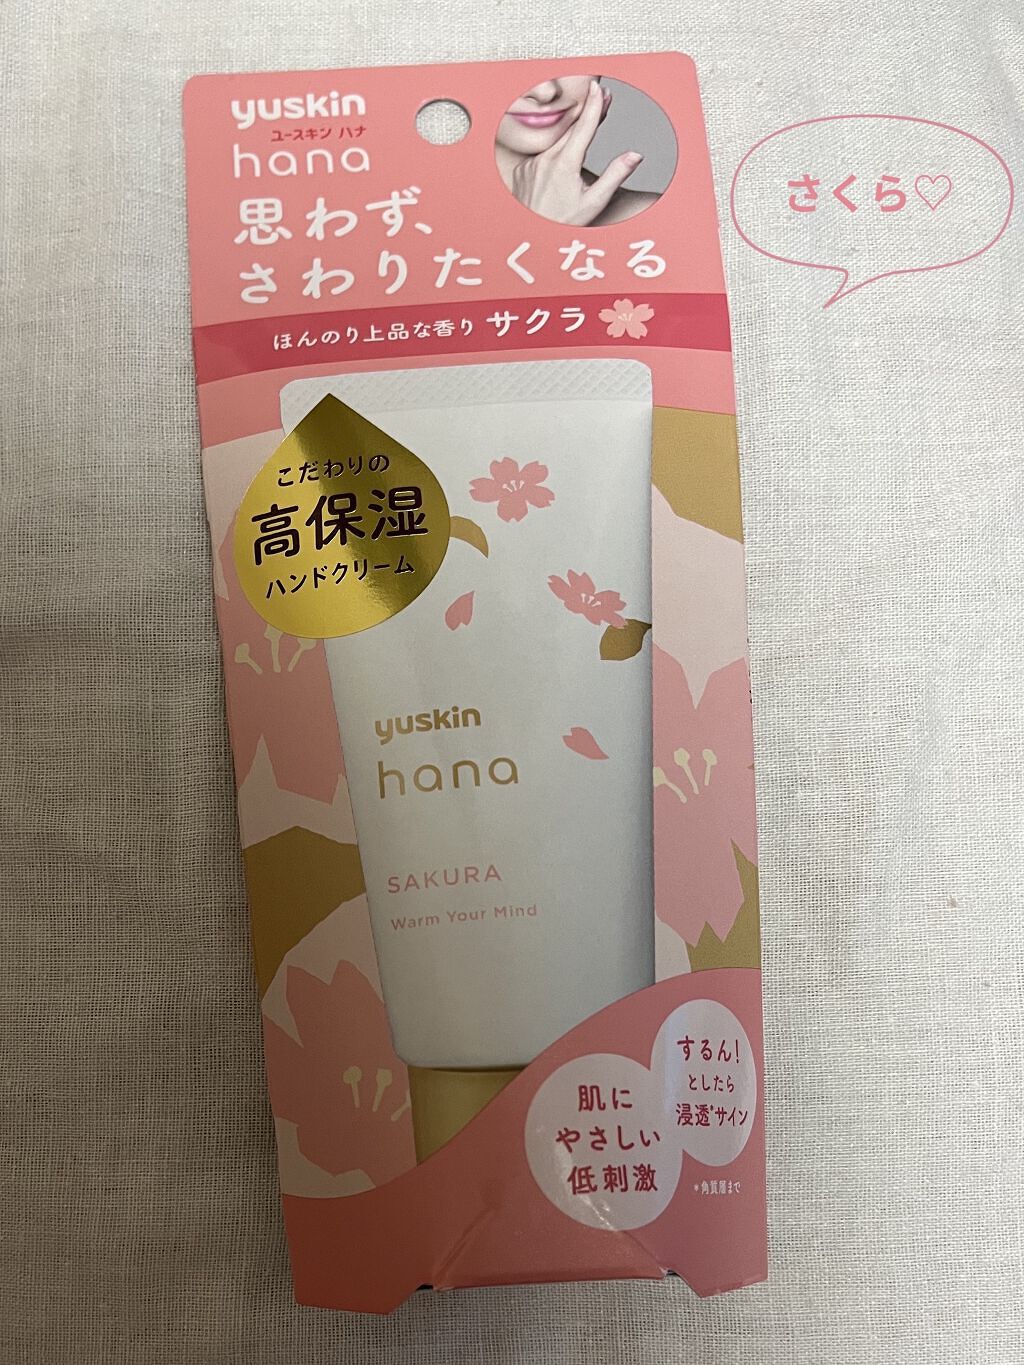 yuskin
ユースキン ハナ
hana
思わず、
さわりたくなる
ほんのり上品な香り サクラ
さくら♡
こだわりの
高保湿
ハンドクリーム
yuskin
hana
SAKURA
Warm Your Mind
するん!
としたら
浸透*サイン
肌に
やさしい
低刺激
*角質層まで